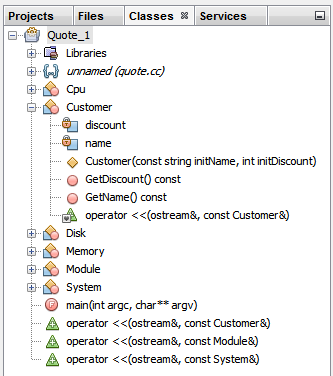 Projects Files Classes Services
Quote_1
Libraries
unnamed (quote.cc)
Cpu
Customer
discount
name
Customer(const string initName, int initDiscount)
GetDiscount() const
GetName() const
operator <<(ostream&, const Customer&)
Disk
Memory
Module
System
main(int argc, char** argv)
operator <<(ostream&, const Customer&)
operator <<(ostream&, const Module&)
operator <<(ostream&, const System&)